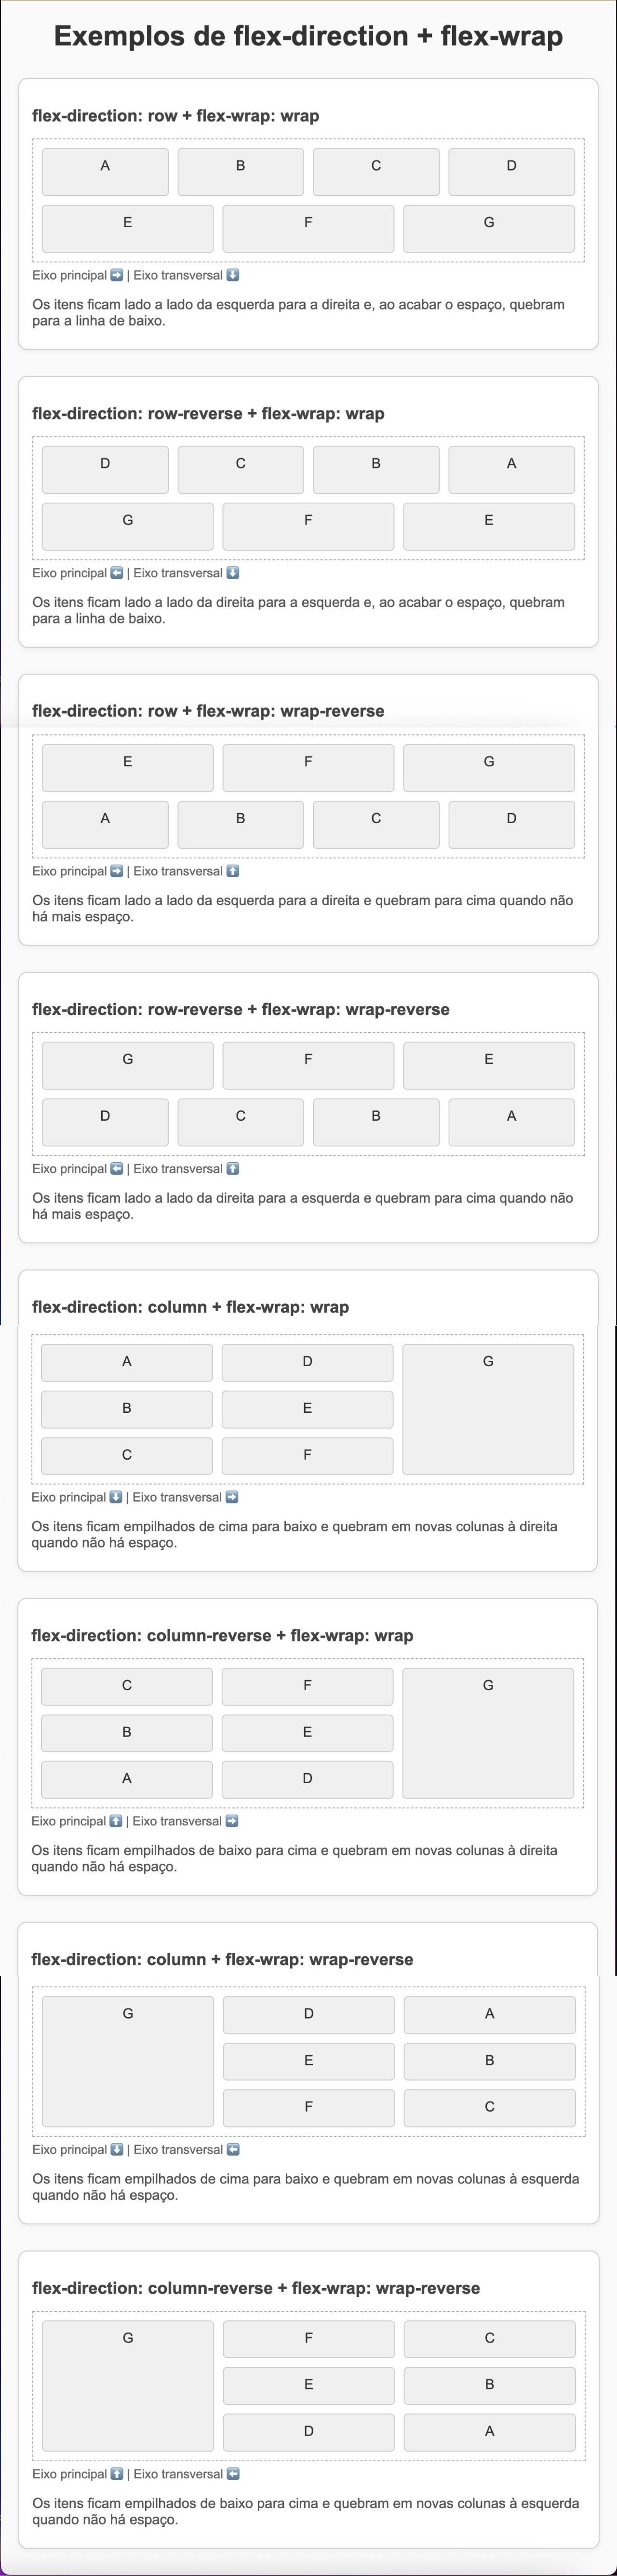 Exemplos de flex-direction + flex-wrap
flex-direction: row + flex-wrap: wrap
A B C D
E F G
Eixo principal ➡️ | Eixo transversal ⬇️
Os itens ficam lado a lado da esquerda para a direita e, ao acabar o espaço, quebram
para a linha de baixo.
flex-direction: row-reverse + flex-wrap: wrap
D C B A
G F E
Eixo principal ⬅️ | Eixo transversal ⬇️
Os itens ficam lado a lado da direita para a esquerda e, ao acabar o espaço, quebram
para a linha de baixo.
flex-direction: row + flex-wrap: wrap-reverse
E F G
A B C D
Eixo principal ➡️ | Eixo transversal ⬆️
Os itens ficam lado a lado da esquerda para a direita e quebram para cima quando não
há mais espaço.
flex-direction: row-reverse + flex-wrap: wrap-reverse
G F E
D C B A
Eixo principal ⬅️ | Eixo transversal ⬆️
Os itens ficam lado a lado da direita para a esquerda e quebram para cima quando não
há mais espaço.
flex-direction: column + flex-wrap: wrap
A D G
B E
C F
Eixo principal ⬇️ | Eixo transversal ➡️
Os itens ficam empilhados de cima para baixo e quebram em novas colunas à direita
quando não há espaço.
flex-direction: column-reverse + flex-wrap: wrap
C F G
B E
A D
Eixo principal ⬆️ | Eixo transversal ➡️
Os itens ficam empilhados de baixo para cima e quebram em novas colunas à direita
quando não há espaço.
flex-direction: column + flex-wrap: wrap-reverse
G D A
E B
F C
Eixo principal ⬇️ | Eixo transversal ⬅️
Os itens ficam empilhados de cima para baixo e quebram em novas colunas à esquerda
quando não há espaço.
flex-direction: column-reverse + flex-wrap: wrap-reverse
G F C
E B
D A
Eixo principal ⬆️ | Eixo transversal ⬅️
Os itens ficam empilhados de baixo para cima e quebram em novas colunas à esquerda
quando não há espaço.